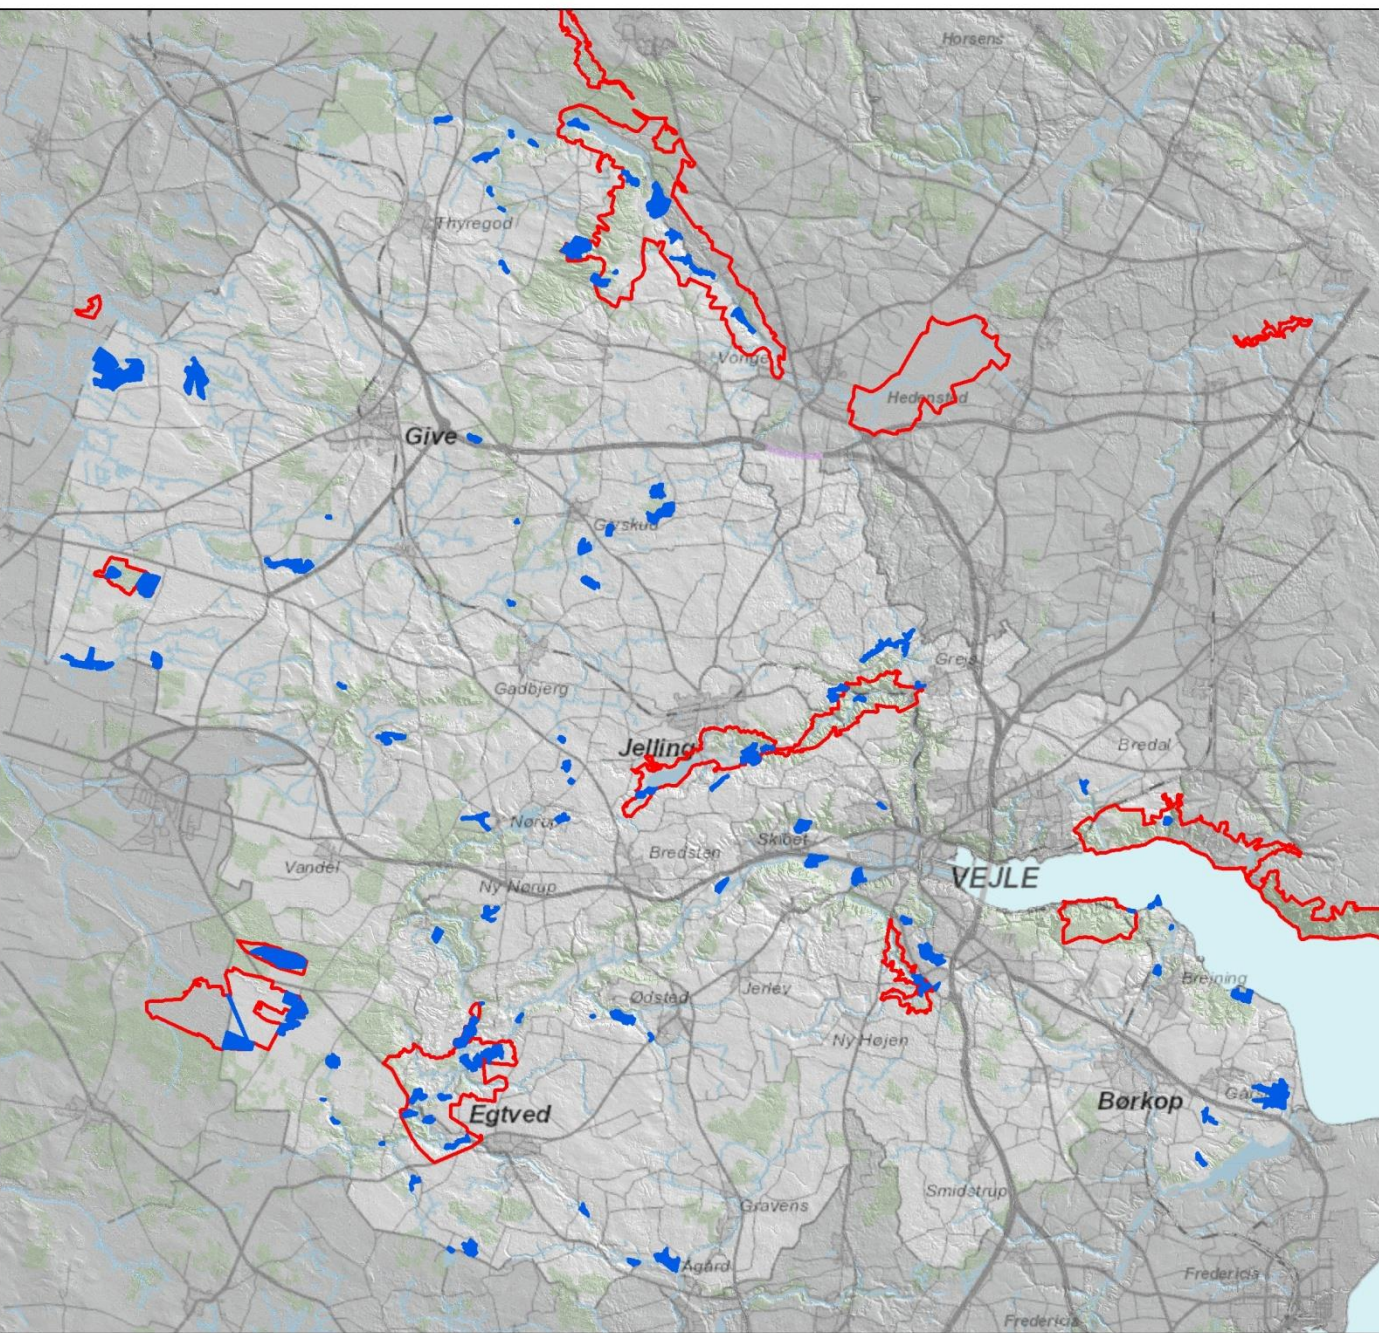 Horsens
Thyregod
Vonge
Hedensted
Give
Gadbjerg
Grejs
Jelling
Bredal
Nørup
Skibet
Bredsten
Vandel
VEJLE
Ny Nørup
Brejning
Jerlev
Ødsted
Ny Højen
Børkop
Egtved
Smidstrup
Gravens
Ågård
Fredericia
Fredericia